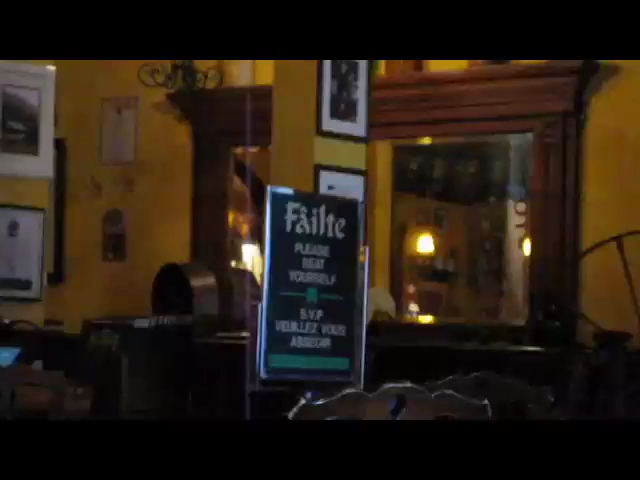 Fáilte
PLEASE
SEAT
YOURSELF
S.V.P
VEUILLEZ VOUS
ASSEOIR